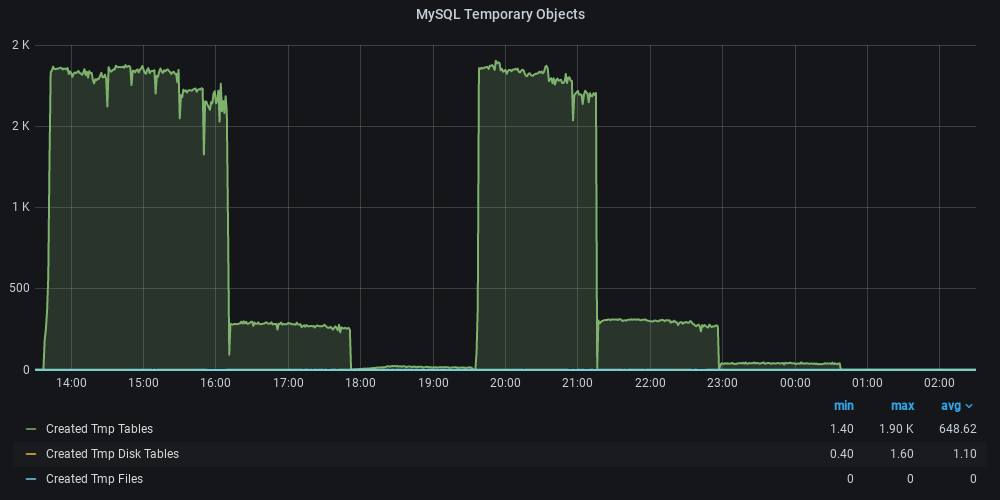 MySQL Temporary Objects
2 K
2 K
1 K
500
0
14:00 15:00 16:00 17:00 18:00 19:00 20:00 21:00 22:00 23:00 00:00 01:00 02:00
min max avg
Created Tmp Tables 1.40 1.90 K 648.62
Created Tmp Disk Tables 0.40 1.60 1.10
Created Tmp Files 0 0 0